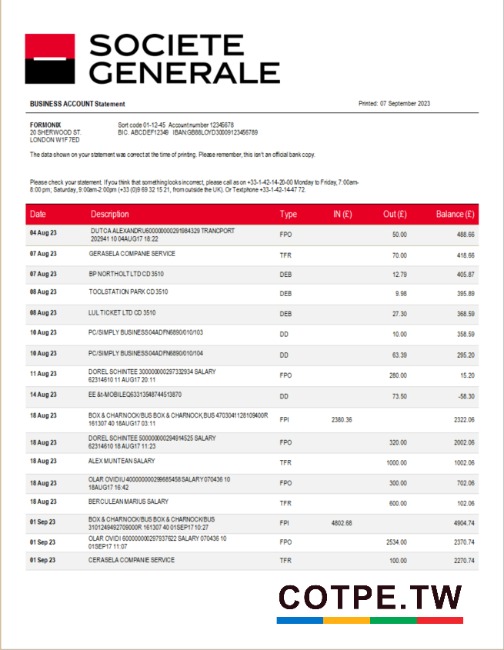 SOCIETE
GENERALE
BUSINESS ACCOUNT Statement
Printed: 07 September 2023
FORMONIX
20 SHERWOOD ST.
LONDON W1F7ED
Sort code 01-12-45 Account number 12345678
BIC. ABCDEF12349 IBAN GB88LOYD30009123456789
The data shown on your statement was correct at the time of printing. Please remember, this isn't an official bank copy.
Please check your statement. If you think that something looks incorrect, please call as on +33-1-42-14-20-00 Monday to Friday, 7:00am-
8:00 pm; Saturday, 9:00am-2:00pm (+33 (0)9 69 32 15 21, from outside the UK). Or Textphone +33-1-42-14-47 72
Date Description Type IN (£) Out (£) Balance (£)
04 Aug 23 DUTCA ALEXANDRU 289.84329 TRANCPORT
202941 10 04AUG17 18:22 FPO 50.00 488.66
07 Aug 23 GERASELA COMPANIE SERVICE TFR 70.00 418.66
07 Aug 23 BP NORTHOLT LTD CD 3510 DEB 12.79 405.87
08 Aug 23 TOOLSTATION PARK CD 3510 DEB 9.98 395.89
08 Aug 23 LUL TICKET LTD CD 3510 DEB 27.30 368.59
10 Aug 23 PC/SIMPLY BUSINESS04ADFN6890/010/103 DD 10.00 358.59
10 Aug 23 PC/SIMPLY BUSINESS04ADFN6890/010/104 DD 63.39 295.20
11 Aug 23 DOREL SCHINTEE SALARY
62314610 11 AUG17 20:11 FPO 280.00 15.20
14 Aug 23 EE &t-MOBILE DD 73.50 -58.30
18 Aug 23 BOX & CHARNOCK/BUS BOX & CHARNOCK,BUS 4703041128109400R
161307 40 18AUG17 03:11 FPI 2380.36 2322.06
18 Aug 23 DOREL SCHINTEE SALARY
62314610 18 AUG17 11:23 FPO 320.00 2002.06
18 Aug 23 ALEX MUNTEAN SALARY TFR 1000.00 1002.06
18 Aug 23 OLAR OVIDIU SALARY 070436 10
18AUG17 16:42 FPO 300.00 702.06
18 Aug 23 BERCULEAN MARIUS SALARY TFR 600.00 102.06
01 Sep 23 BOX & CHARNOCK/BUS BOX & CHARNOCK/BUS
3101249492709000R 161307 40 01SEP17 10:27 FPI 4802.68 4904.74
01 Sep 23 OLAR OVIDI SALARY 070436 10
01SEP17 11:07 FPO 2534.00 2370.74
01 Sep 23 CERASELA COMPANIE SERVICE TFR 100.00 2270.74
COTPE.TW